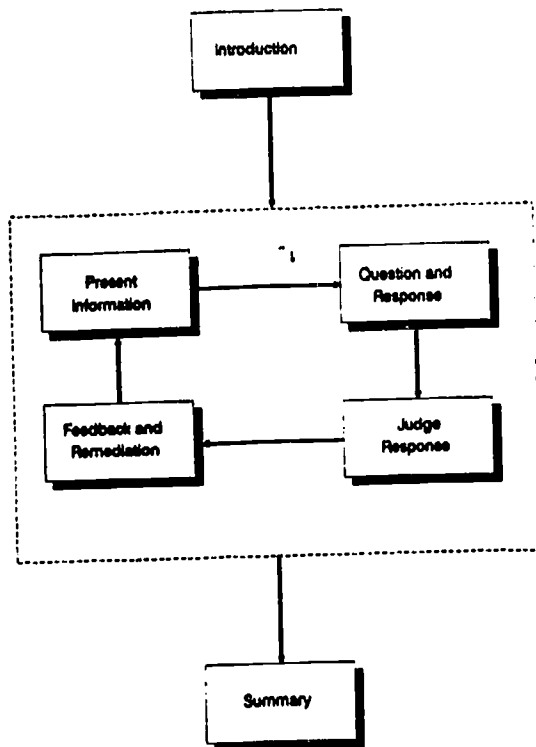 Introduction
Present
Information
Question and
Response
Feedback and
Remediation
Judge
Response
Summary